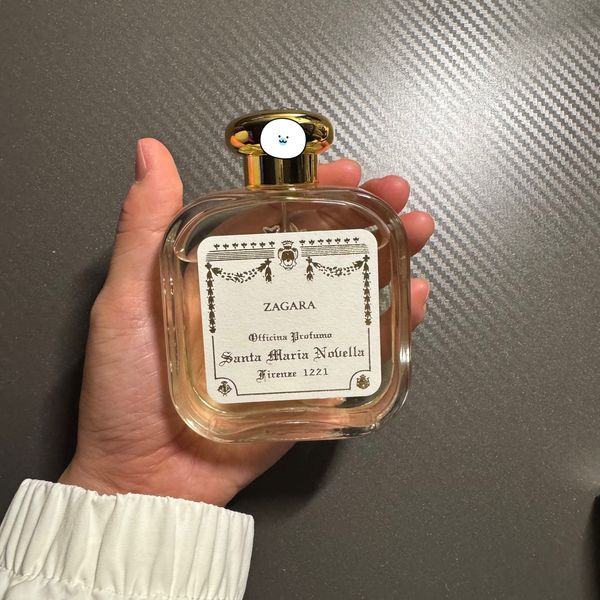 ZAGARA
Officina Profumo
Santa Maria Novella
Firenze 1221